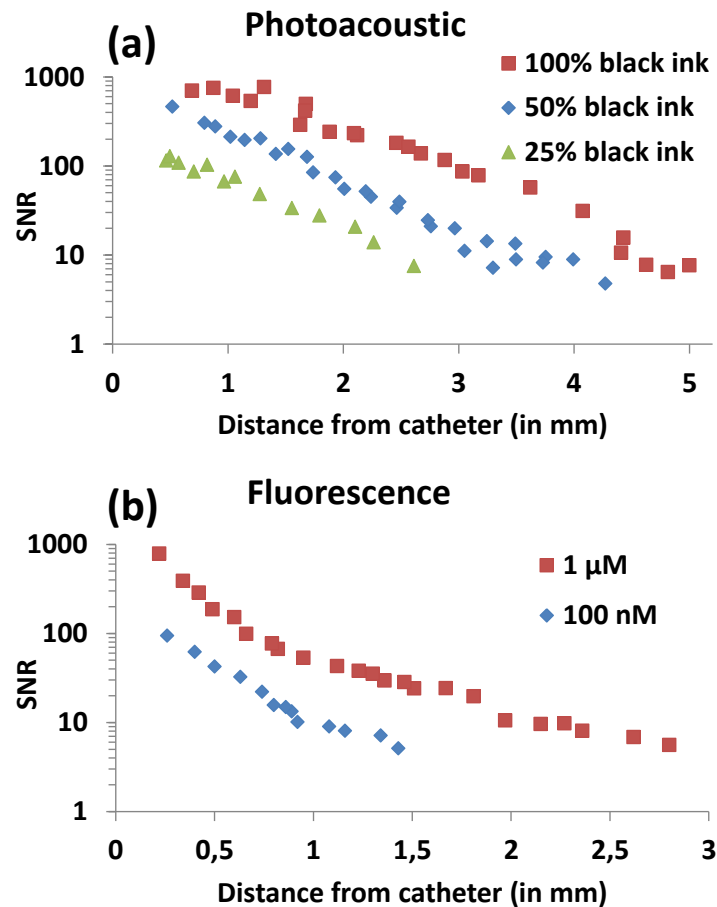 (a)
Photoacoustic
1000
100
10
1
SNR
100% black ink
50% black ink
25% black ink
0 1 2 3 4 5
Distance from catheter (in mm)
(b)
Fluorescence
1000
100
10
1
SNR
1 µM
100 nM
0 0,5 1 1,5 2 2,5 3
Distance from catheter (in mm)